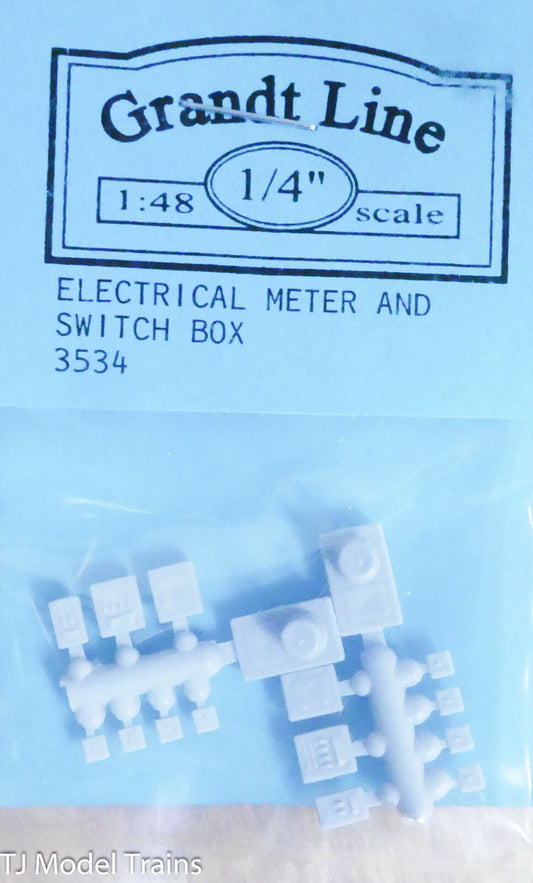 Grandt Line
1:48 1/4" scale
ELECTRICAL METER AND
SWITCH BOX
3534
TJ Model Trains